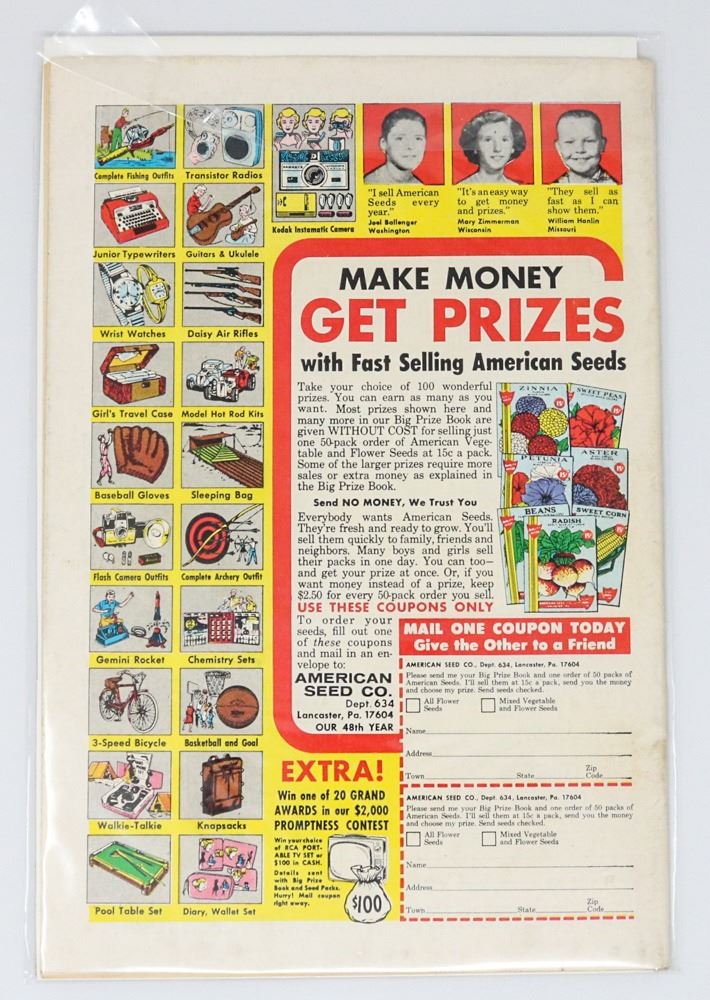 Complete Fishing Outfits
Transistor Radios
Kodak Instamatic Camera
"I sell American
Seeds every
year."
Joel Ballenger
Washington
"It's an easy way
to get money
and prizes."
Mary Zimmerman
Wisconsin
"They sell as
fast as I can
show them."
William Hanlin
Missouri
Junior Typewriters
Guitars & Ukulele
Wrist Watches
Daisy Air Rifles
Girl's Travel Case
Model Hot Rod Kits
Baseball Gloves
Sleeping Bag
Flash Camera Outfits
Complete Archery Outfit
Gemini Rocket
Chemistry Sets
3-Speed Bicycle
Basketball and Goal
Walkie-Talkie
Knapsacks
Pool Table Set
Diary, Wallet Set
MAKE MONEY
GET PRIZES
with Fast Selling American Seeds
Take your choice of 100 wonderful
prizes. You can earn as many as you
want. Most prizes shown here and
many more in our Big Prize Book are
given WITHOUT COST for selling just
one 50-pack order of American Vege-
table and Flower Seeds at 15c a pack.
Some of the larger prizes require more
sales or extra money as explained in
the Big Prize Book.
Send NO MONEY, We Trust You
Everybody wants American Seeds.
They're fresh and ready to grow. You'll
sell them quickly to family, friends and
neighbors. Many boys and girls sell
their packs in one day. You can too—
and get your prize at once. Or, if you
want money instead of a prize, keep
$2.50 for every 50-pack order you sell.
USE THESE COUPONS ONLY
To order your
seeds, fill out one
of these coupons
and mail in an en-
velope to:
AMERICAN
SEED CO.
Dept. 634
Lancaster, Pa. 17604
OUR 48th YEAR
ZINNIA
SWEET PEAS
PETUNIA
ASTER
BEANS
SWEET CORN
RADISH
EXTRA!
Win one of 20 GRAND
AWARDS in our $2,000
PROMPTNESS CONTEST
Win your choice
of RCA PORT-
ABLE TV SET or
$100 in CASH.
Details sent
with Big Prize
Book and Seed Packs.
Hurry! Mail coupon
right away.
$100
MAIL ONE COUPON TODAY
Give the Other to a Friend
AMERICAN SEED CO., Dept. 634, Lancaster, Pa. 17604
Please send me your Big Prize Book and one order of 50 packs of
American Seeds. I'll sell them at 15c a pack, send you the money
and choose my prize. Send seeds checked.
All Flower
Seeds
Mixed Vegetable
and Flower Seeds
Name
Address
Town State Zip Code
AMERICAN SEED CO., Dept. 634, Lancaster, Pa. 17604
Please send me your Big Prize Book and one order of 50 packs of
American Seeds. I'll sell them at 15c a pack, send you the money
and choose my prize. Send seeds checked.
All Flower
Seeds
Mixed Vegetable
and Flower Seeds
Name
Address
Town State Zip Code